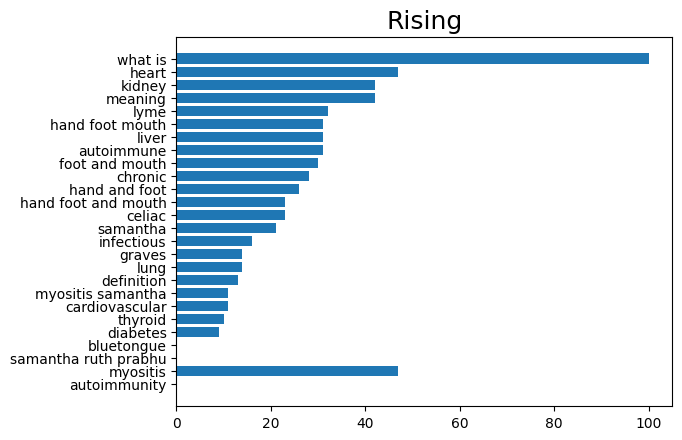 Rising
what is
heart
kidney
meaning
lyme
hand foot mouth
liver
autoimmune
foot and mouth
chronic
hand and foot
hand foot and mouth
celiac
samantha
infectious
graves
lung
definition
myositis samantha
cardiovascular
thyroid
diabetes
bluetongue
samantha ruth prabhu
myositis
autoimmunity
0 20 40 60 80 100